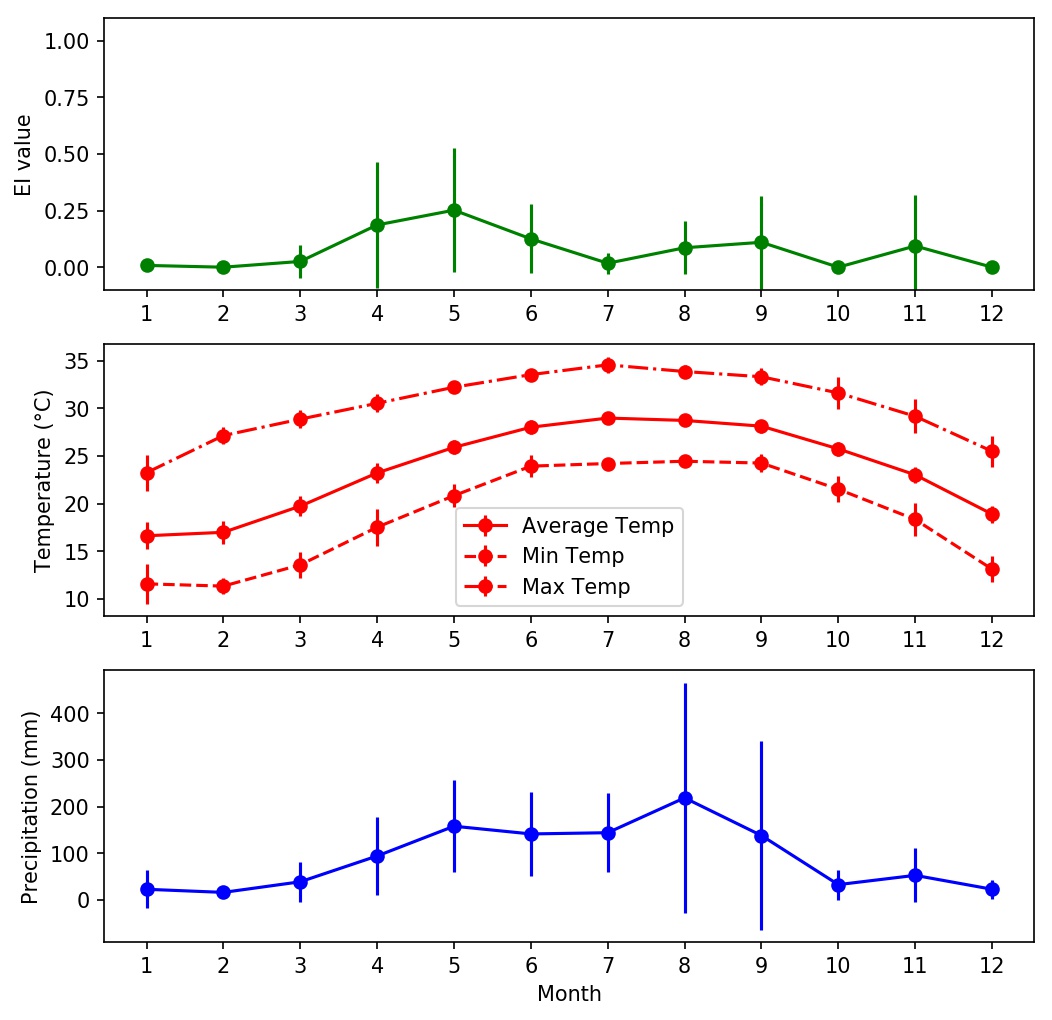 EI value
1.00
0.75
0.50
0.25
0.00
1 2 3 4 5 6 7 8 9 10 11 12
Temperature (°C)
35
30
25
20
15
10
Average Temp
Min Temp
Max Temp
1 2 3 4 5 6 7 8 9 10 11 12
Precipitation (mm)
400
300
200
100
0
1 2 3 4 5 6 7 8 9 10 11 12
Month